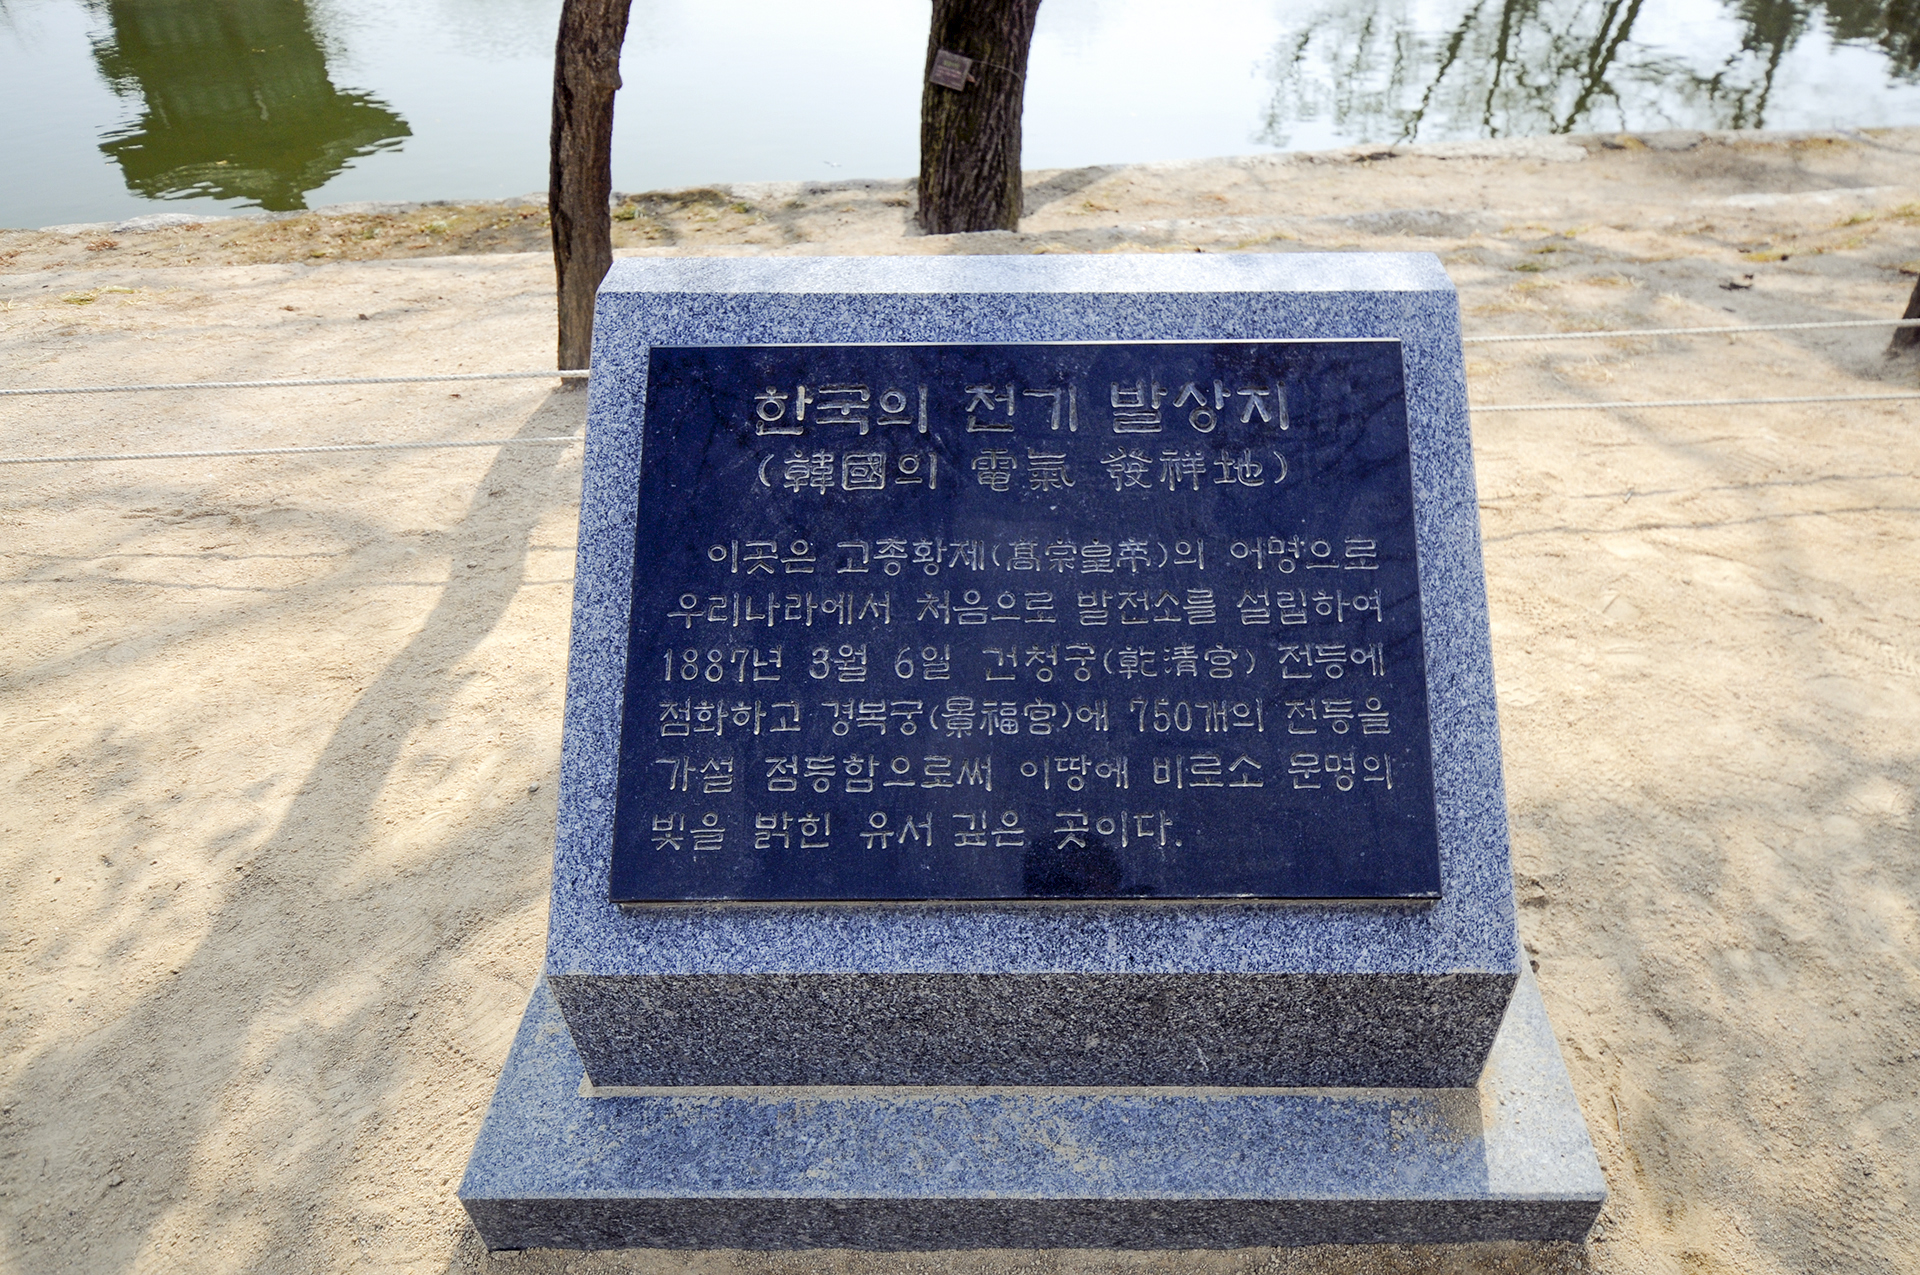 한국의 전기 발상지
(韓國의 電氣 發祥地)
이곳은 고종황제(高宗皇帝)의 어명으로
우리나라에서 처음으로 발전소를 설립하여
1887년 3월 6일 건청궁(乾淸宮) 전등에
점화하고 경복궁(景福宮)에 750개의 전등을
가설 점등함으로써 이땅에 비로소 문명의
빛을 밝힌 유서 깊은 곳이다.